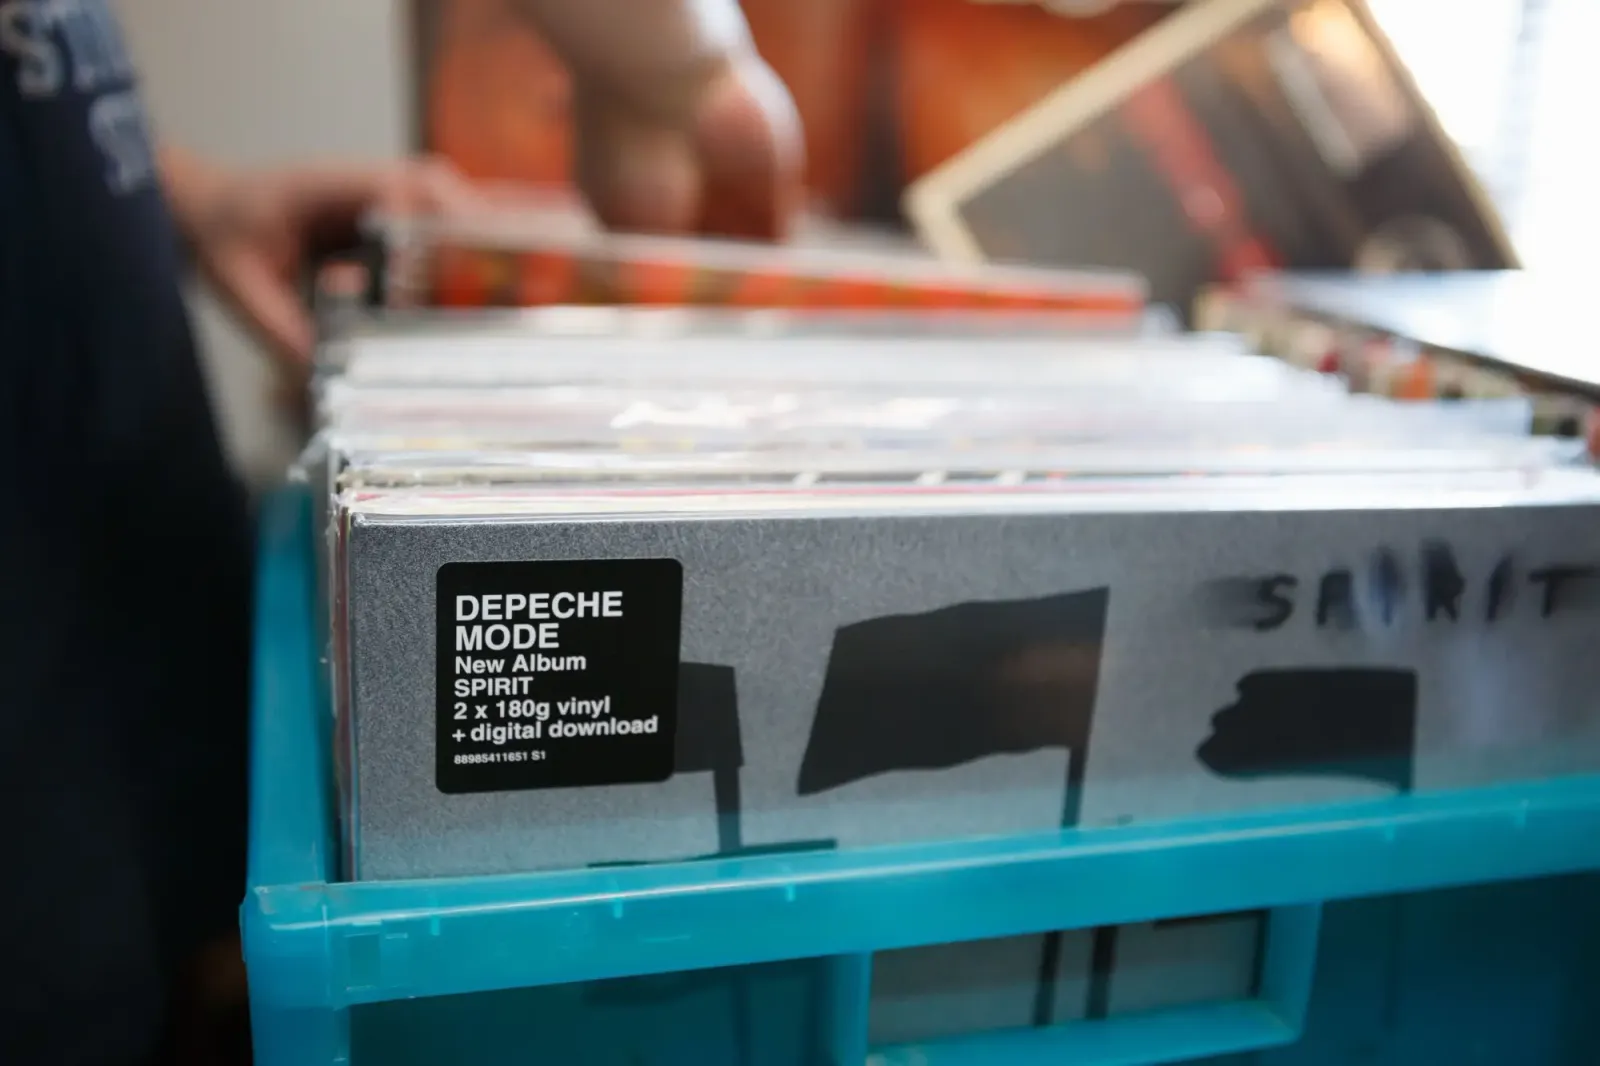 DEPECHE
MODE
New Album
SPIRIT
2 x 180g vinyl
+ digital download
88985411651 S1
SPIRIT